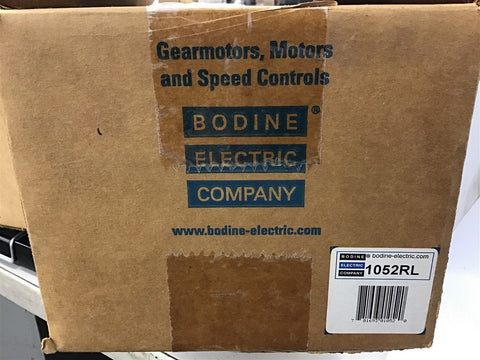 Gearmotors, Motors
and Speed Controls
BODINE®
ELECTRIC
COMPANY
www.bodine-electric.com
BODINE® bodine-electric.com
ELECTRIC
COMPANY
1052RL